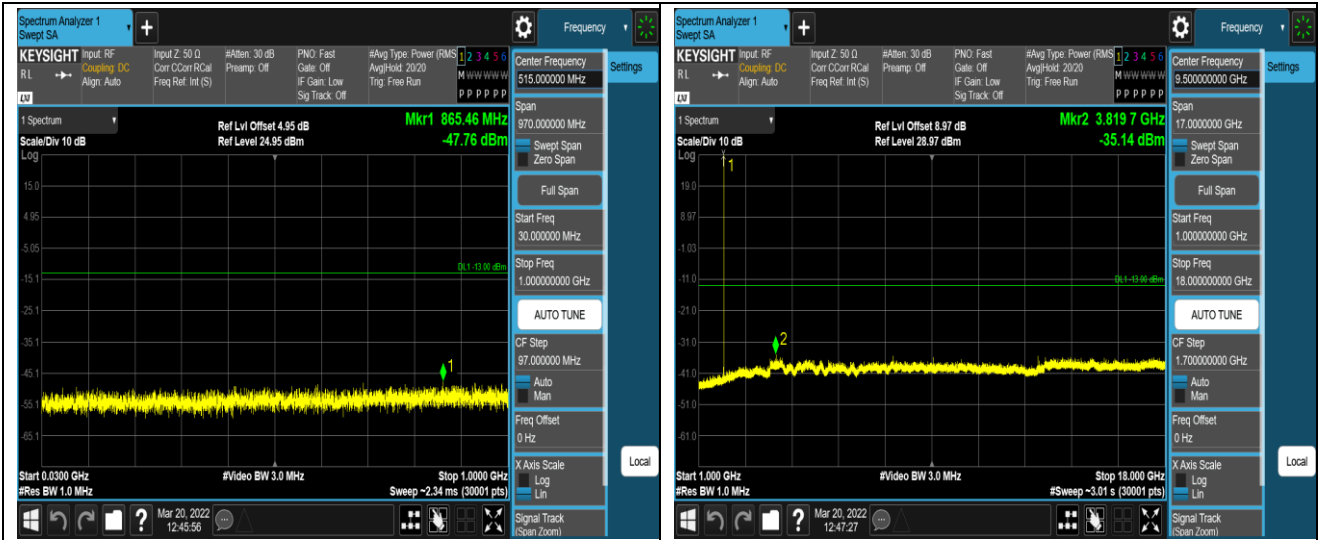 Spectrum Analyzer 1
Swept SA
+
Frequency
KEYSIGHT Input: RF Input Z: 50 Ω #Atten: 30 dB PNO: Fast #Avg Type: Power (RMS 1 2 3 4 5 6
RL Coupling: DC Corr CCorr RCal Preamp: Off Gate: Off Avg|Hold: 20/20 M W W W W W
Align: Auto Freq Ref: Int (S) IF Gain: Low Trig: Free Run
Sig Track: Off P P P P P P
LXI
1 Spectrum
Ref Lvl Offset 4.95 dB
Mkr1 865.46 MHz
Scale/Div 10 dB
Ref Level 24.95 dBm
-47.76 dBm
Log
15.0
4.95
-5.05
DL1 -13.00 dBm
-15.1
-25.1
-35.1
1
-45.1
-55.1
-65.1
Start 0.0300 GHz
#Video BW 3.0 MHz
Stop 1.0000 GHz
#Res BW 1.0 MHz
Sweep ~2.34 ms (30001 pts)
Mar 20, 2022
12:45:56
Center Frequency
515.000000 MHz
Settings
Span
970.000000 MHz
Swept Span
Zero Span
Full Span
Start Freq
30.000000 MHz
Stop Freq
1.000000000 GHz
AUTO TUNE
CF Step
97.000000 MHz
Auto
Man
Freq Offset
0 Hz
X Axis Scale
Log
Lin
Local
Signal Track
(Span Zoom)
Spectrum Analyzer 1
Swept SA
+
Frequency
KEYSIGHT Input: RF Input Z: 50 Ω #Atten: 30 dB PNO: Fast #Avg Type: Power (RMS 1 2 3 4 5 6
RL Coupling: DC Corr CCorr RCal Preamp: Off Gate: Off Avg|Hold: 20/20 M W W W W W
Align: Auto Freq Ref: Int (S) IF Gain: Low Trig: Free Run
Sig Track: Off P P P P P P
LXI
1 Spectrum
Ref Lvl Offset 8.97 dB
Mkr2 3.819 7 GHz
Scale/Div 10 dB
Ref Level 28.97 dBm
-35.14 dBm
Log
1
19.0
8.97
-1.03
-11.0
DL1 -13.00 dBm
-21.0
-31.0
2
-41.0
-51.0
-61.0
Start 1.000 GHz
#Video BW 3.0 MHz
Stop 18.000 GHz
#Res BW 1.0 MHz
#Sweep ~3.01 s (30001 pts)
Mar 20, 2022
12:47:27
Center Frequency
9.500000000 GHz
Settings
Span
17.0000000 GHz
Swept Span
Zero Span
Full Span
Start Freq
1.000000000 GHz
Stop Freq
18.000000000 GHz
AUTO TUNE
CF Step
1.700000000 GHz
Auto
Man
Freq Offset
0 Hz
X Axis Scale
Log
Lin
Local
Signal Track
(Span Zoom)